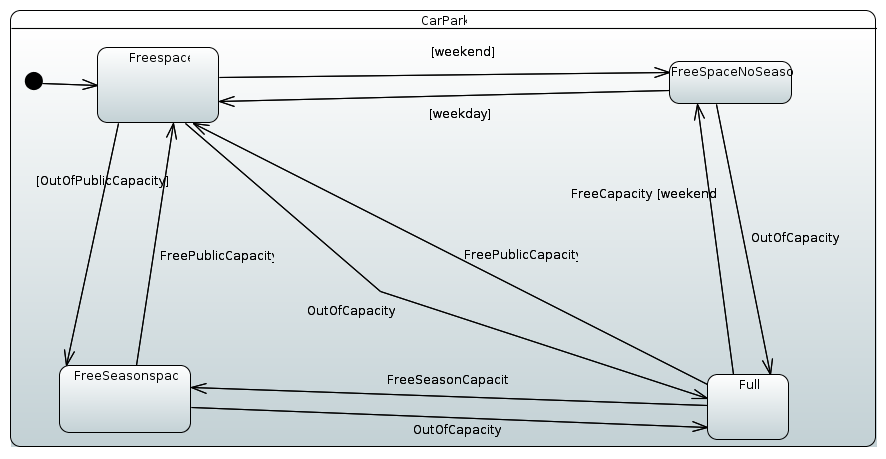 CarPark
Freespace
[weekend]
FreeSpaceNoSeaso
[weekday]
[OutOfPublicCapacity]
FreeCapacity [weekend
OutOfCapacity
FreePublicCapacity
FreePublicCapacity
OutOfCapacity
FreeSeasonspac
FreeSeasonCapacit
Full
OutOfCapacity